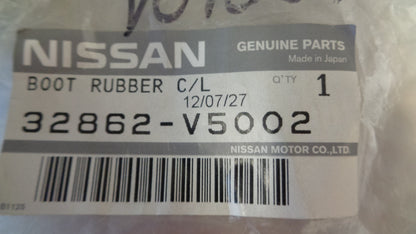 NISSAN
GENUINE PARTS
Made in Japan
BOOT RUBBER C/L
Q'TY 1
12/07/27
32862-V5002
NISSAN MOTOR CO.,LTD.